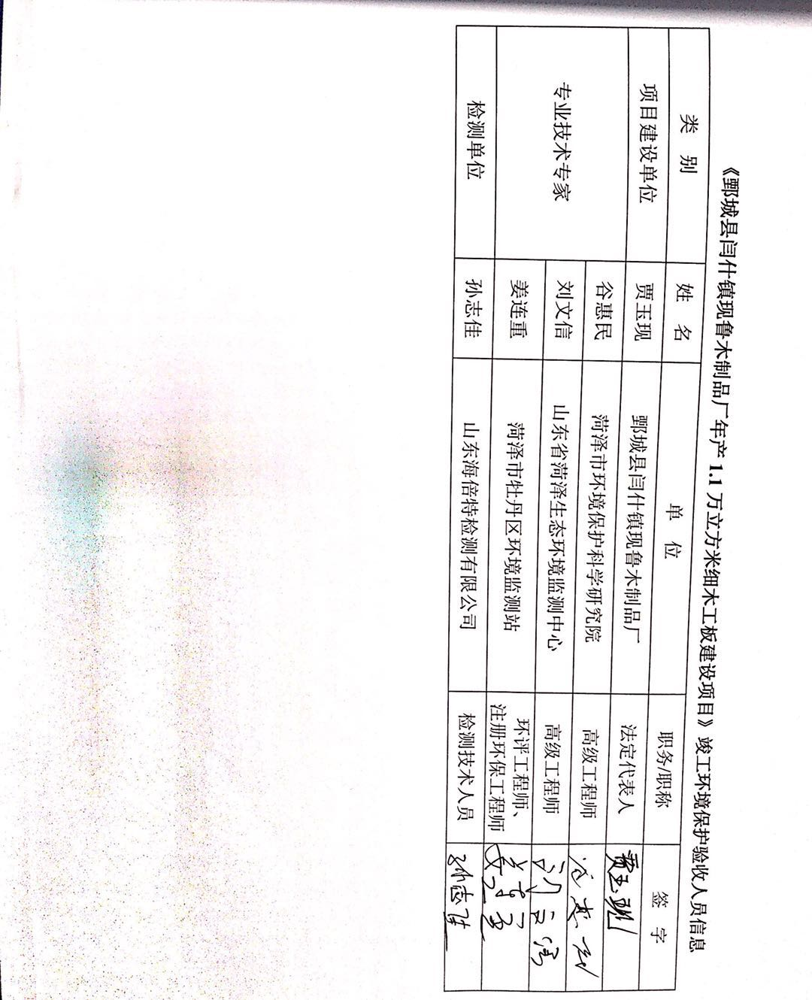 《鄄城县闫什镇现鲁木制品厂年产 1.1 万立方米细木工板建设项目》竣工环境保护验收人员信息
类 别 姓 名 单 位 职务/职称 签 字
项目建设单位 贾玉现 鄄城县闫什镇现鲁木制品厂 法定代表人 贾玉现
专业技术专家 谷惠民 菏泽市环境保护科学研究院 高级工程师 谷惠民
刘文信 山东省菏泽生态环境监测中心 高级工程师 刘文信
姜连重 菏泽市牡丹区环境监测站 环评工程师、
注册环保工程师
检测单位 孙志佳 山东海倍特检测有限公司 检测技术人员 孙志佳